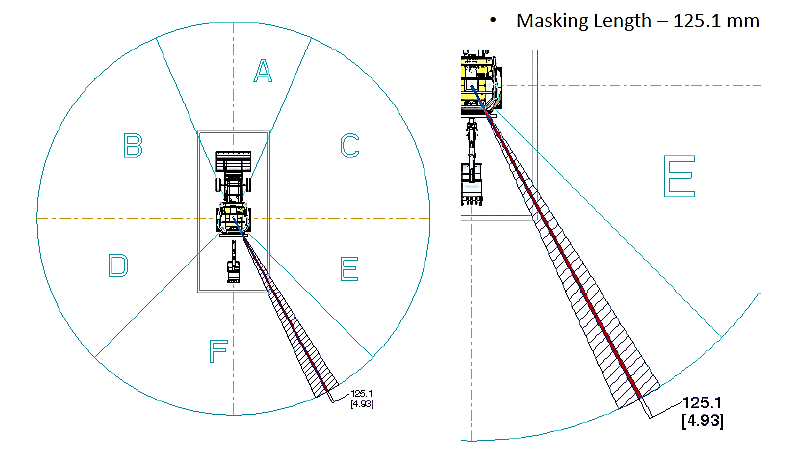 • Masking Length – 125.1 mm
A
B
C
D
E
F
125.1
[4.93]
E
125.1
[4.93]